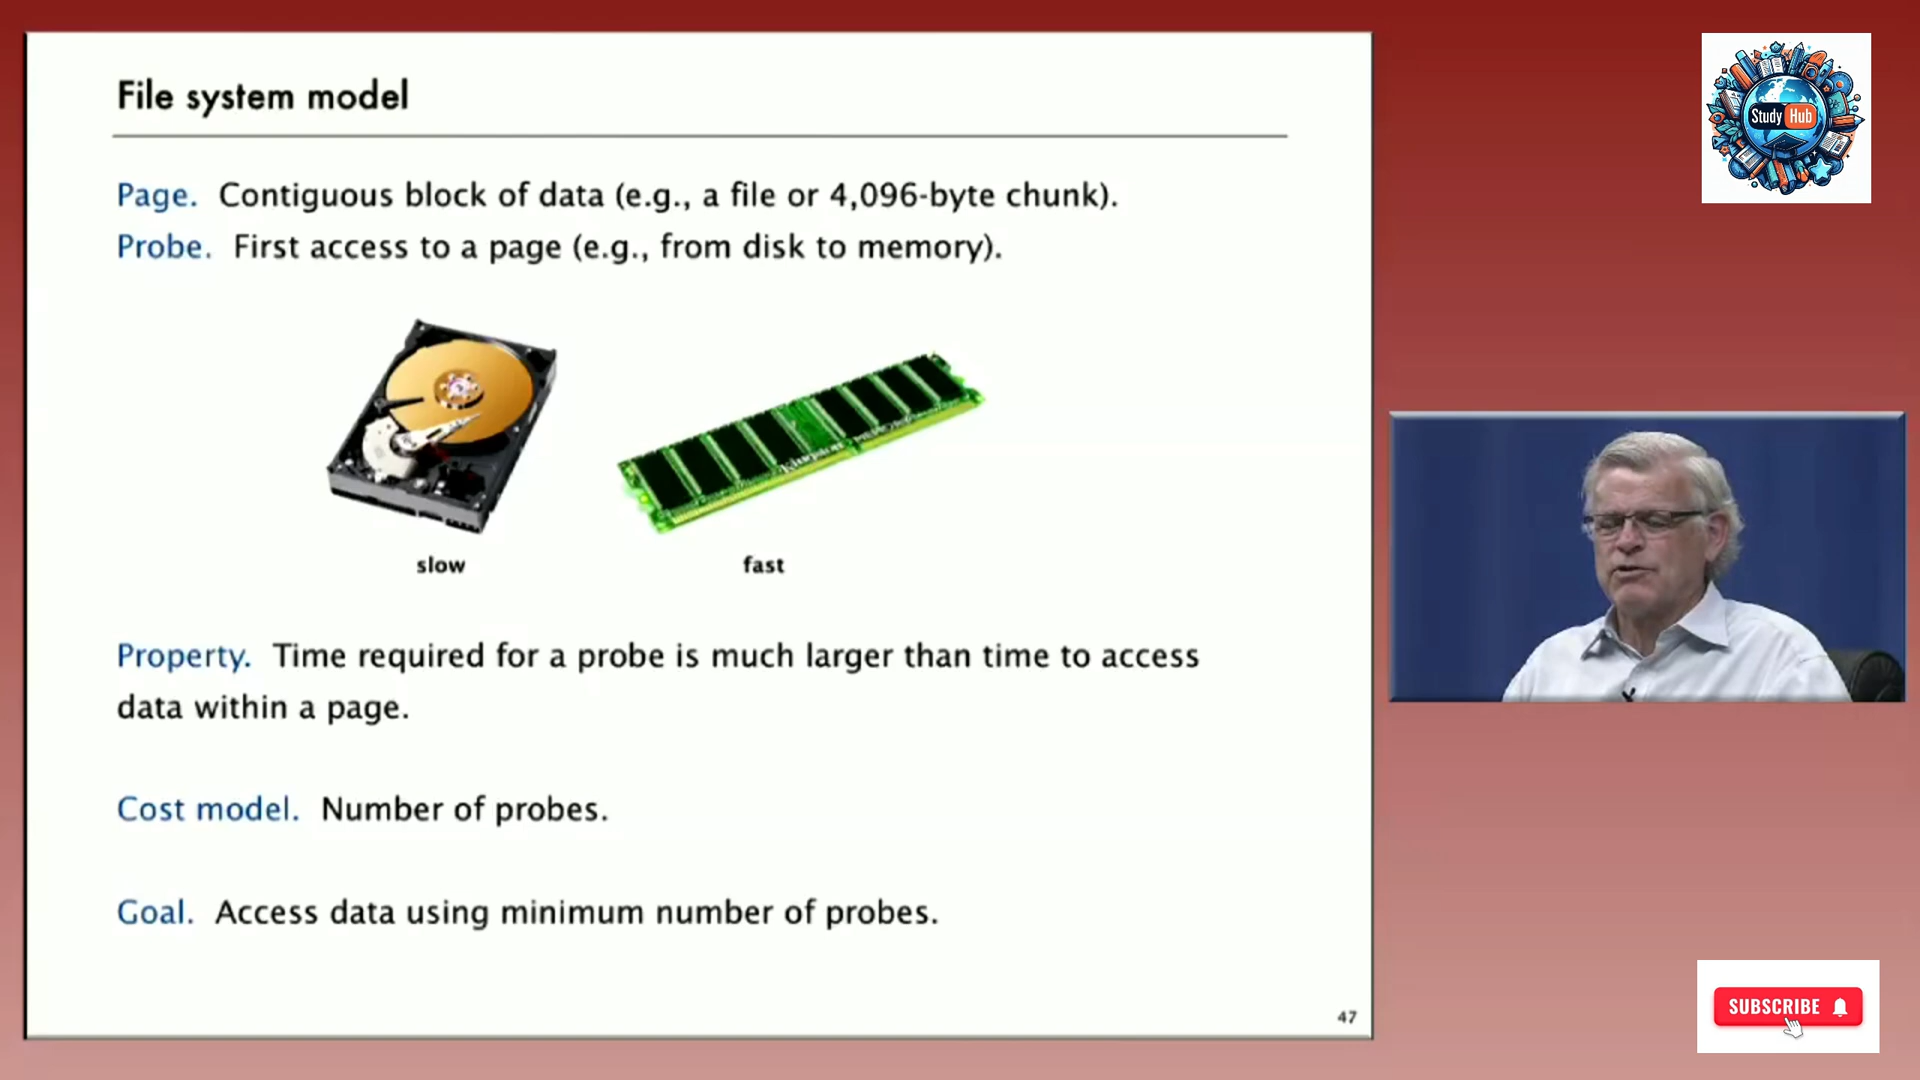 File system model
Page. Contiguous block of data (e.g., a file or 4,096-byte chunk).
Probe. First access to a page (e.g., from disk to memory).
slow
fast
Property. Time required for a probe is much larger than time to access
data within a page.
Cost model. Number of probes.
Goal. Access data using minimum number of probes.
47
Study Hub
SUBSCRIBE